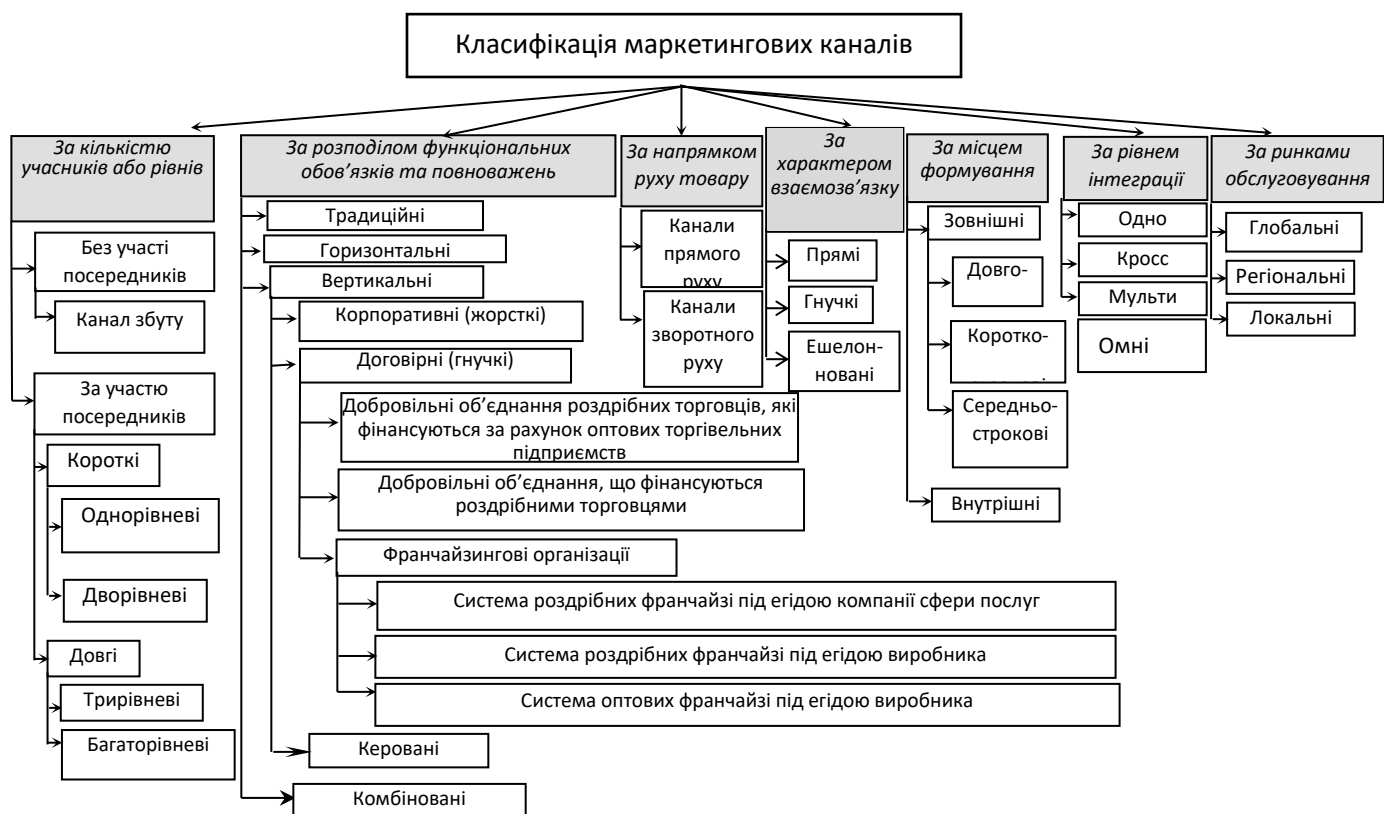 Класифікація маркетингових каналів
За кількістю
учасників або рівнів
Без участі
посередників
Канал збуту
За участю
посередників
Короткі
Однорівневі
Дворівневі
Довгі
Трирівневі
Багаторівневі
За розподілом функціональних
обов’язків та повноважень
Традиційні
Горизонтальні
Вертикальні
Корпоративні (жорсткі)
Договірні (гнучкі)
Добровільні об’єднання роздрібних торговців, які
фінансуються за рахунок оптових торгівельних
підприємств
Добровільні об’єднання, що фінансуються
роздрібними торговцями
Франчайзингові організації
Система роздрібних франчайзі під егідою компанії сфери послуг
Система роздрібних франчайзі під егідою виробника
Система оптових франчайзі під егідою виробника
Керовані
Комбіновані
За напрямком
руху товару
Канали
прямого
руху
Канали
зворотного
руху
За
характером
взаємозв’язку
Прямі
Гнучкі
Ешелон-
новані
За місцем
формування
Зовнішні
Довго-
Коротко-
Середньо-
строкові
Внутрішні
За рівнем
інтеграції
Одно
Кросс
Мульти
Омні
За ринками
обслуговування
Глобальні
Регіональні
Локальні